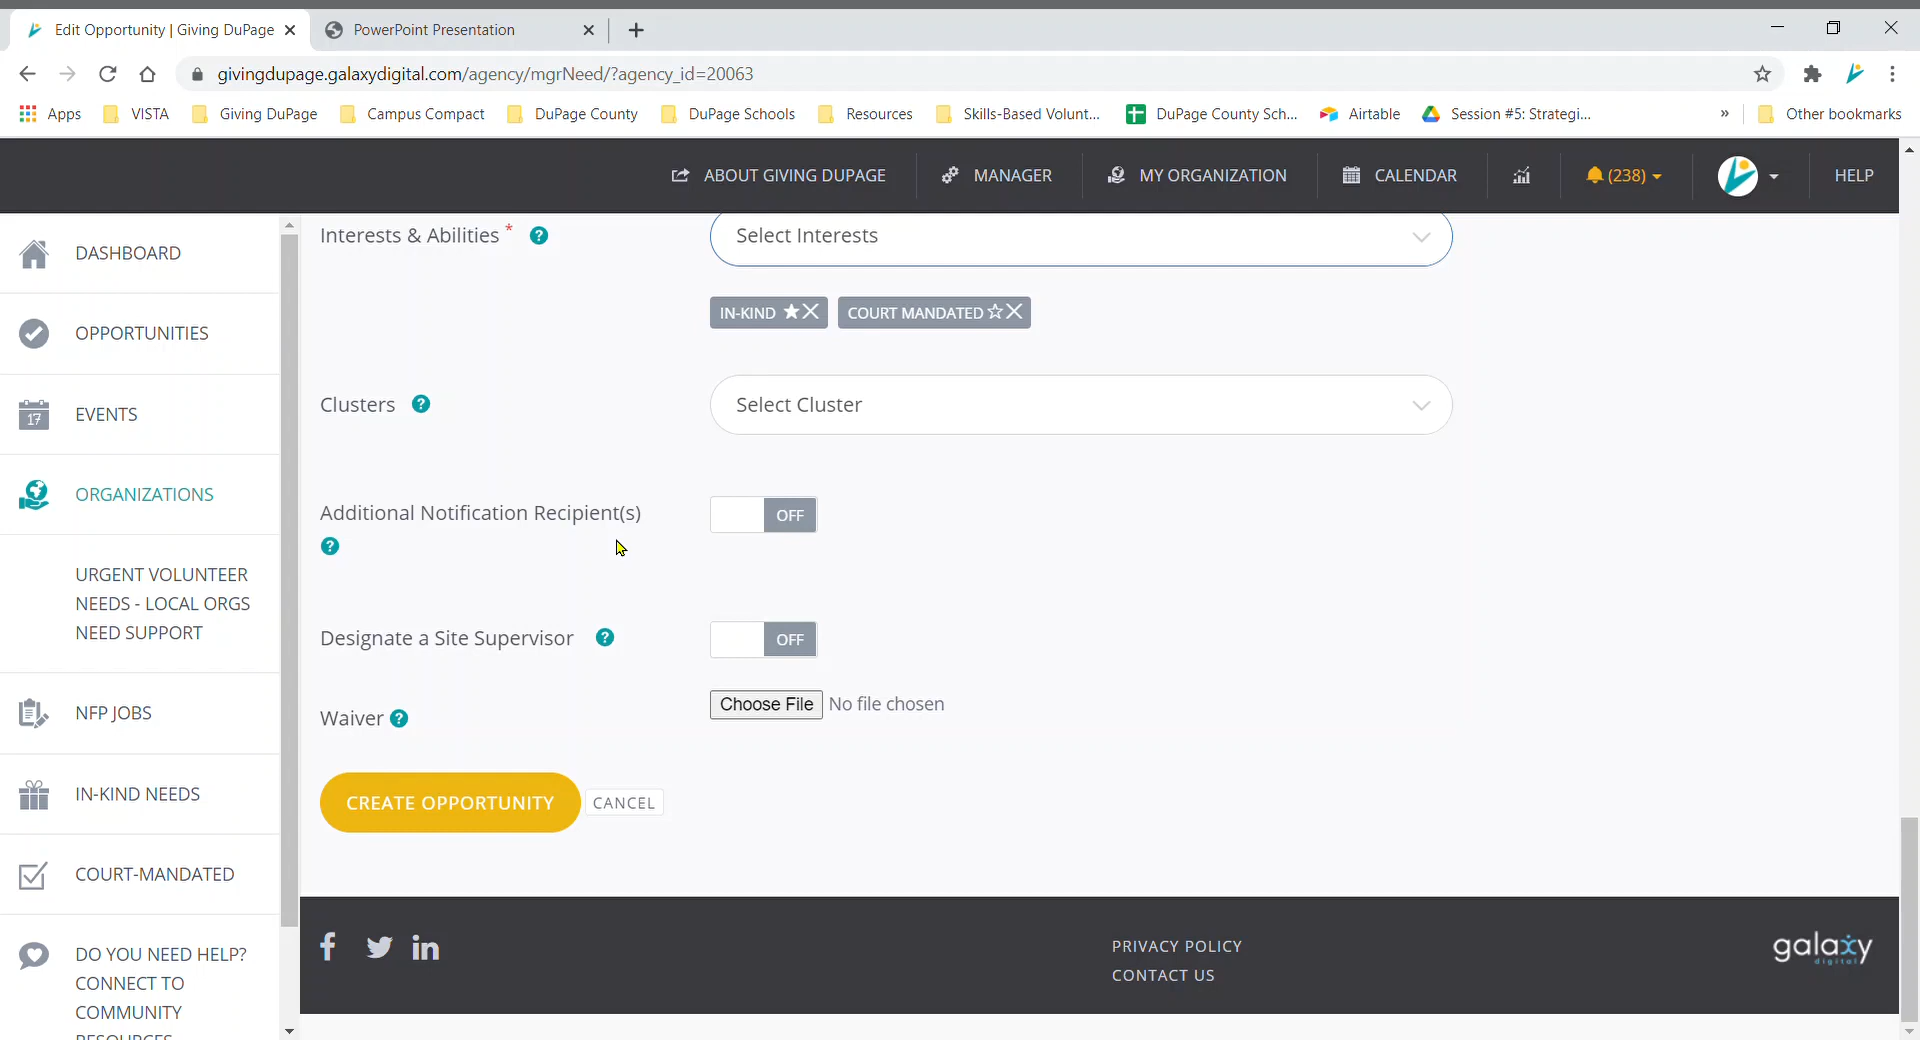 Edit Opportunity | Giving DuPage
PowerPoint Presentation
givingdupage.galaxydigital.com/agency/mgrNeed/?agency_id=20063
Apps VISTA Giving DuPage Campus Compact DuPage County DuPage Schools Resources Skills-Based Volunt... DuPage County Sch... Airtable Session #5: Strategi... » Other bookmarks
ABOUT GIVING DUPAGE MANAGER MY ORGANIZATION CALENDAR (238) HELP
DASHBOARD
OPPORTUNITIES
17 EVENTS
ORGANIZATIONS
URGENT VOLUNTEER
NEEDS - LOCAL ORGS
NEED SUPPORT
NFP JOBS
IN-KIND NEEDS
COURT-MANDATED
DO YOU NEED HELP?
CONNECT TO
COMMUNITY
RESOURCES
Interests & Abilities * ? Select Interests
IN-KIND COURT MANDATED
Clusters ? Select Cluster
Additional Notification Recipient(s) OFF
?
Designate a Site Supervisor ? OFF
Waiver ? Choose File No file chosen
CREATE OPPORTUNITY CANCEL
PRIVACY POLICY
CONTACT US
galaxy
digital